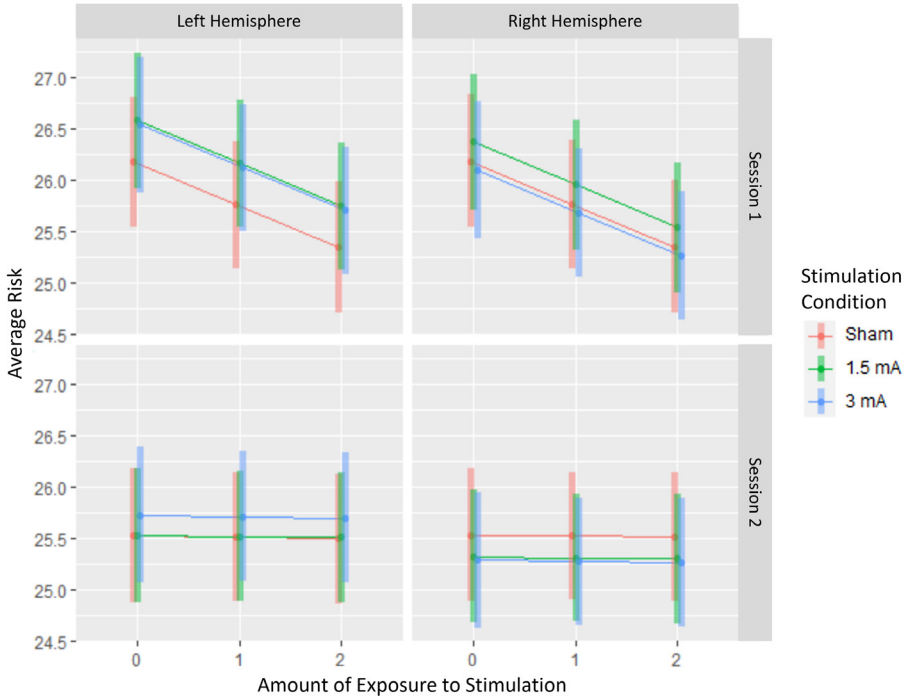 Left Hemisphere
Right Hemisphere
27.0
26.5
26.0
25.5
25.0
24.5
Session 1
27.0
26.5
26.0
25.5
25.0
24.5
Session 2
Average Risk
0 1 2
0 1 2
Amount of Exposure to Stimulation
Stimulation
Condition
Sham
1.5 mA
3 mA